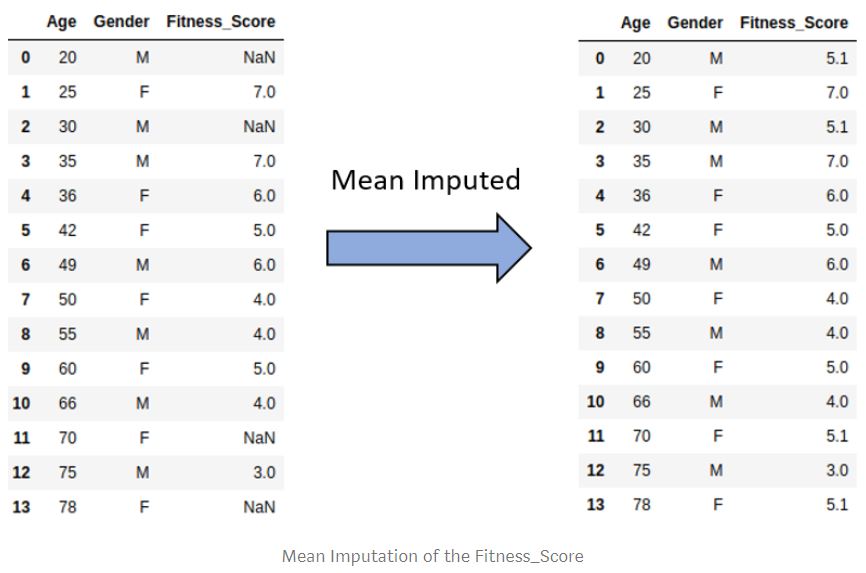 Age Gender Fitness_Score
0 20 M NaN
1 25 F 7.0
2 30 M NaN
3 35 M 7.0
4 36 F 6.0
5 42 F 5.0
6 49 M 6.0
7 50 F 4.0
8 55 M 4.0
9 60 F 5.0
10 66 M 4.0
11 70 F NaN
12 75 M 3.0
13 78 F NaN
Mean Imputed
Age Gender Fitness_Score
0 20 M 5.1
1 25 F 7.0
2 30 M 5.1
3 35 M 7.0
4 36 F 6.0
5 42 F 5.0
6 49 M 6.0
7 50 F 4.0
8 55 M 4.0
9 60 F 5.0
10 66 M 4.0
11 70 F 5.1
12 75 M 3.0
13 78 F 5.1
Mean Imputation of the Fitness_Score